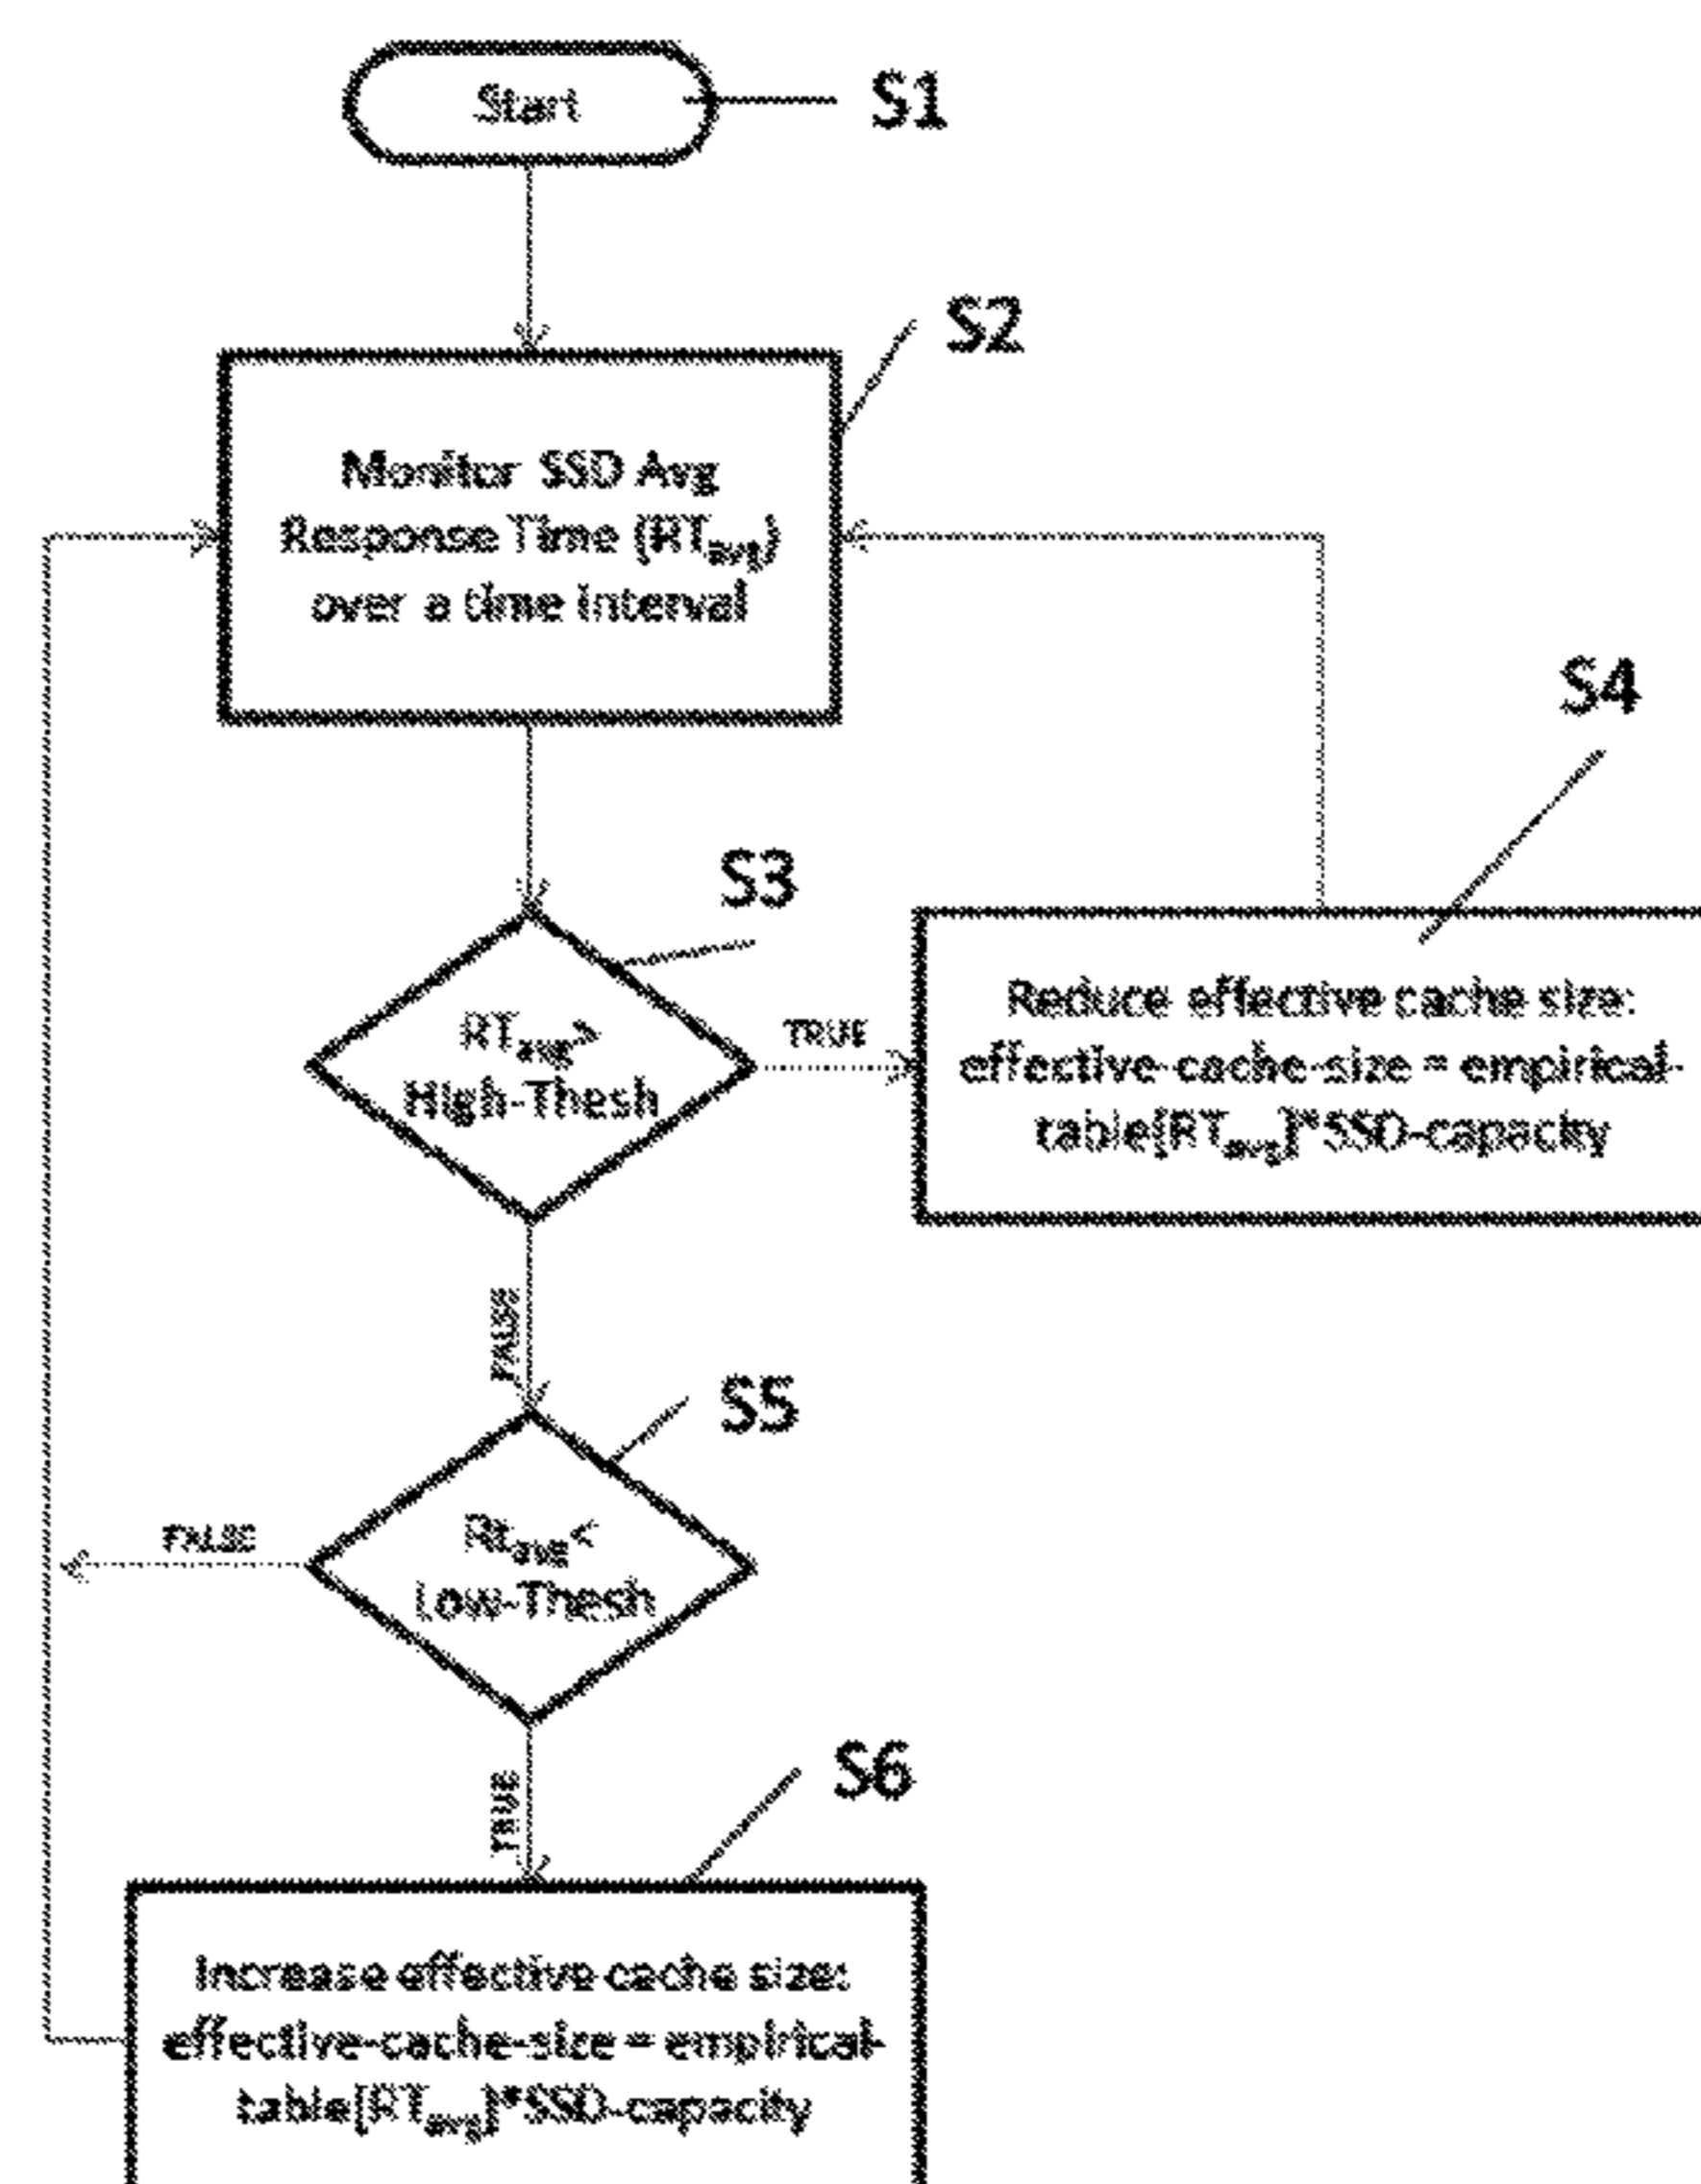 Start
S1
S2
Monitor SSD Avg
Response Time (RTavg)
over a time interval
S4
S3
RTavg>
High-Thesh
TRUE
Reduce effective cache size:
effective-cache-size = empirical-
table[RTavg]*SSD-capacity
FALSE
S5
RTavg<
Low-Thesh
FALSE
TRUE
S6
Increase effective cache size:
effective-cache-size = empirical-
table[RTavg]*SSD-capacity